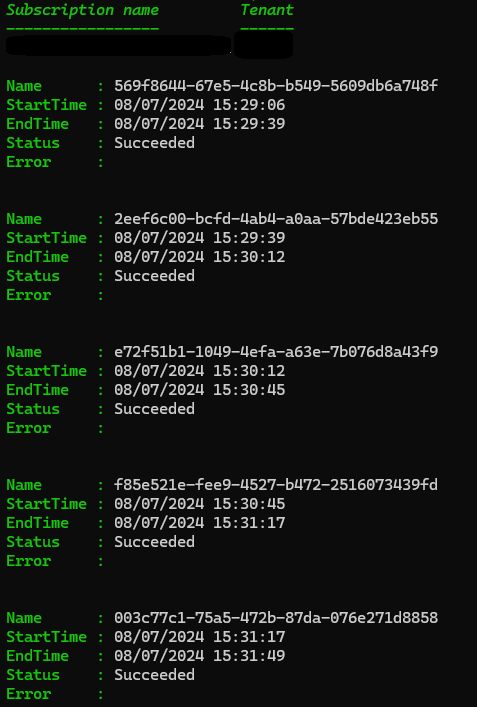 Subscription name Tenant
----------------- ------
Name : 569f8644-67e5-4c8b-b549-5609db6a748f
StartTime : 08/07/2024 15:29:06
EndTime : 08/07/2024 15:29:39
Status : Succeeded
Error :
Name : 2eef6c00-bcfd-4ab4-a0aa-57bde423eb55
StartTime : 08/07/2024 15:29:39
EndTime : 08/07/2024 15:30:12
Status : Succeeded
Error :
Name : e72f51b1-1049-4efa-a63e-7b076d8a43f9
StartTime : 08/07/2024 15:30:12
EndTime : 08/07/2024 15:30:45
Status : Succeeded
Error :
Name : f85e521e-fee9-4527-b472-2516073439fd
StartTime : 08/07/2024 15:30:45
EndTime : 08/07/2024 15:31:17
Status : Succeeded
Error :
Name : 003c77c1-75a5-472b-87da-076e271d8858
StartTime : 08/07/2024 15:31:17
EndTime : 08/07/2024 15:31:49
Status : Succeeded
Error :